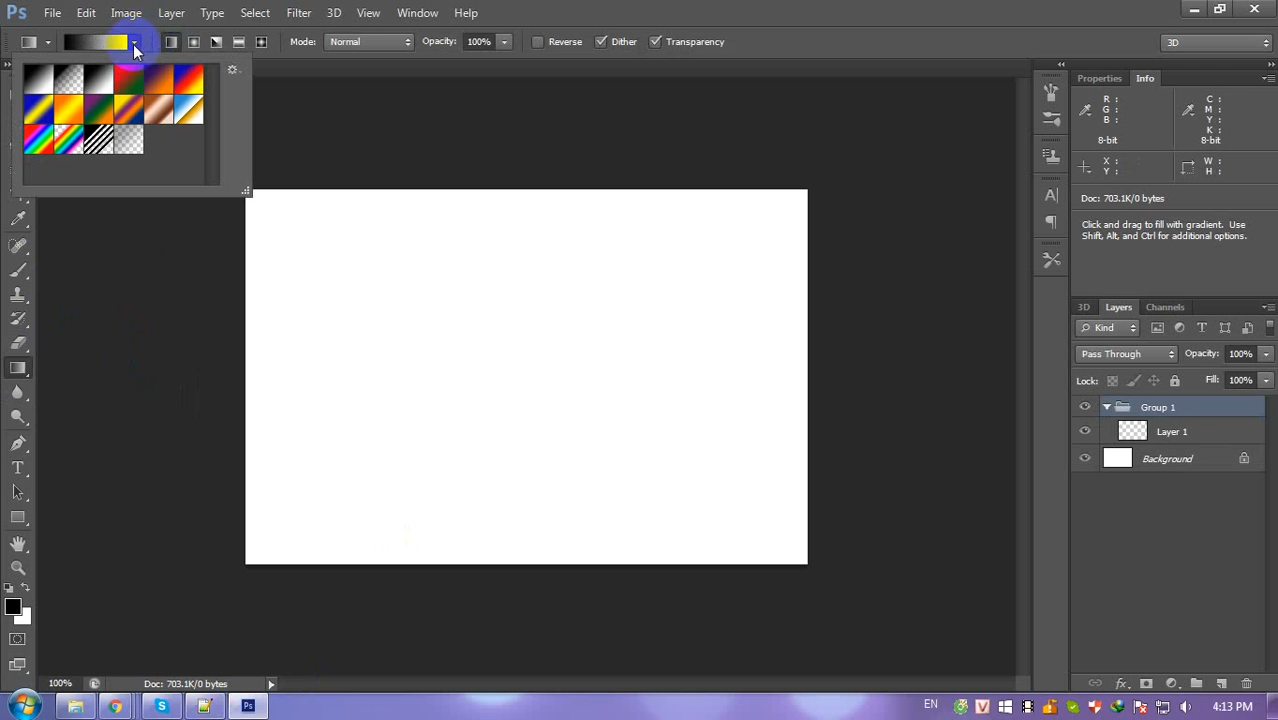 Ps File Edit Image Layer Type Select Filter 3D View Window Help
Mode: Normal Opacity: 100% Reverse Dither Transparency 3D
Properties Info
R : C :
G : M :
B : Y :
K :
8-bit 8-bit
X : W :
Y : H :
Doc: 703.1K/0 bytes
Click and drag to fill with gradient. Use
Shift, Alt, and Ctrl for additional options.
3D Layers Channels
Kind
Pass Through Opacity: 100%
Lock: Fill: 100%
Group 1
Layer 1
Background
100% Doc: 703.1K/0 bytes
EN 4:13 PM